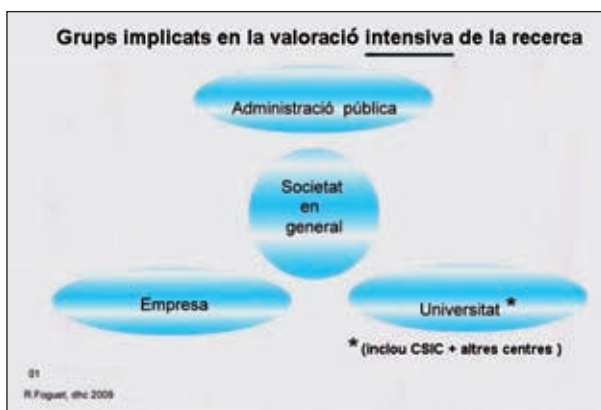 Grups implicats en la valoració intensiva de la recerca
Administració pública
Societat
en
general
Empresa
Universitat *
* (inclou CSIC + altres centres )
01
R.Foguet, dhc 2009